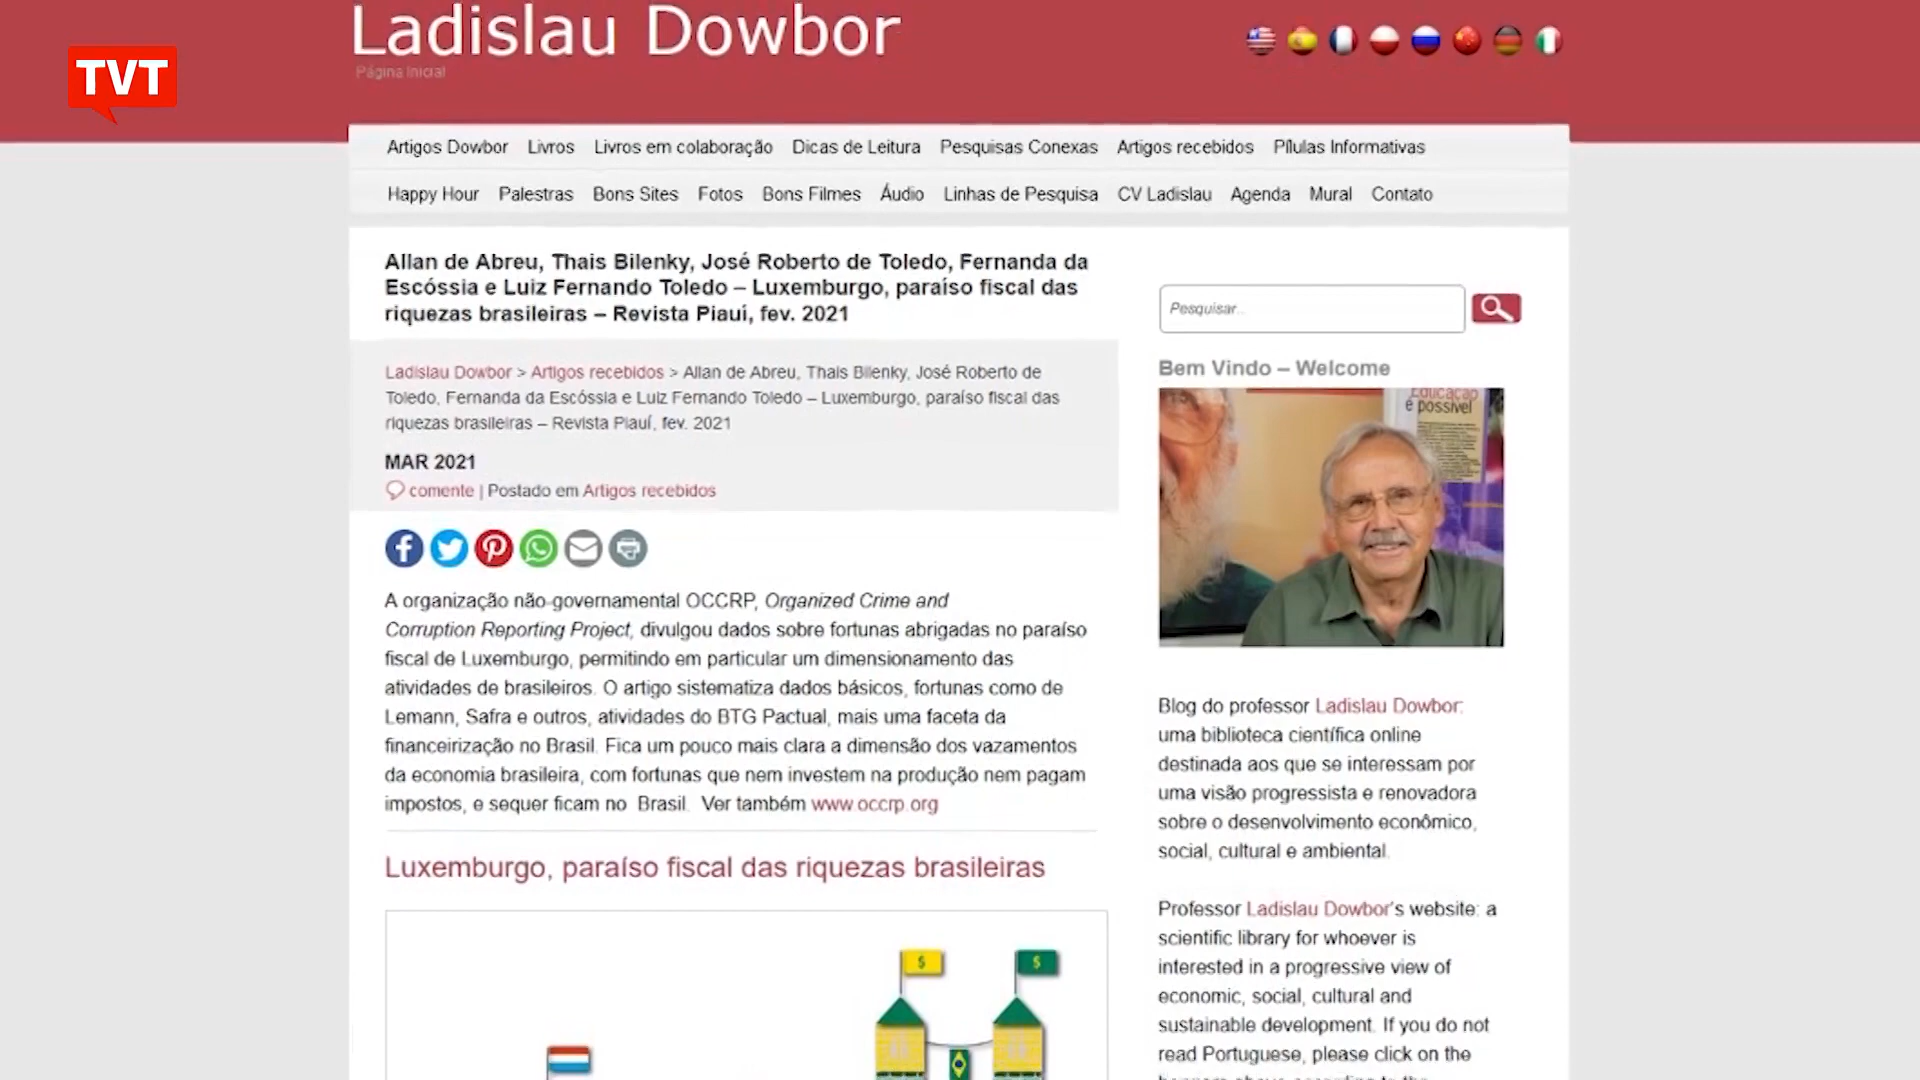 Ladislau Dowbor
Página Inicial
TVT
Artigos Dowbor Livros Livros em colaboração Dicas de Leitura Pesquisas Conexas Artigos recebidos Pílulas Informativas
Happy Hour Palestras Bons Sites Fotos Bons Filmes Áudio Linhas de Pesquisa CV Ladislau Agenda Mural Contato
Allan de Abreu, Thais Bilenky, José Roberto de Toledo, Fernanda da
Escóssia e Luiz Fernando Toledo – Luxemburgo, paraíso fiscal das
riquezas brasileiras – Revista Piauí, fev. 2021
Ladislau Dowbor > Artigos recebidos > Allan de Abreu, Thais Bilenky, José Roberto de
Toledo, Fernanda da Escóssia e Luiz Fernando Toledo – Luxemburgo, paraíso fiscal das
riquezas brasileiras – Revista Piauí, fev. 2021
MAR 2021
comente | Postado em Artigos recebidos
A organização não-governamental OCCRP, Organized Crime and
Corruption Reporting Project, divulgou dados sobre fortunas abrigadas no paraíso
fiscal de Luxemburgo, permitindo em particular um dimensionamento das
atividades de brasileiros. O artigo sistematiza dados básicos, fortunas como de
Lemann, Safra e outros, atividades do BTG Pactual, mais uma faceta da
financeirização no Brasil. Fica um pouco mais clara a dimensão dos vazamentos
da economia brasileira, com fortunas que nem investem na produção nem pagam
impostos, e sequer ficam no Brasil. Ver também www.occrp.org
Luxemburgo, paraíso fiscal das riquezas brasileiras
$ $
Pesquisar..
Bem Vindo – Welcome
Educação
é possível
Blog do professor Ladislau Dowbor:
uma biblioteca científica online
destinada aos que se interessam por
uma visão progressista e renovadora
sobre o desenvolvimento econômico,
social, cultural e ambiental.
Professor Ladislau Dowbor's website: a
scientific library for whoever is
interested in a progressive view of
economic, social, cultural and
sustainable development. If you do not
read Portuguese, please click on the